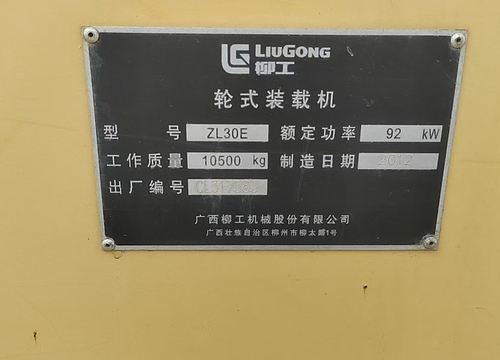 LIUGONG
柳工
轮式装载机
型 号 ZL30E 额定功率 92 kW
工作质量 10500 kg 制造日期 2012
出厂编号
广西柳工机械股份有限公司
广西壮族自治区柳州市柳太路1号